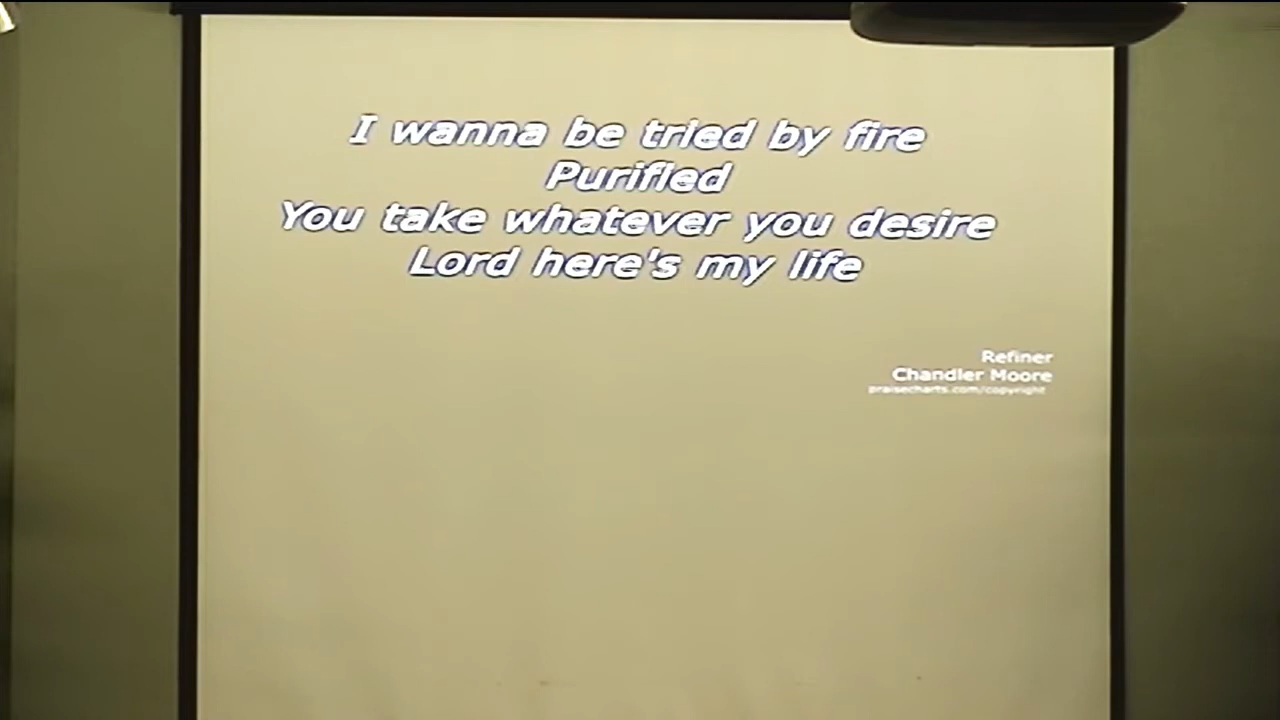 I wanna be tried by fire
Purified
You take whatever you desire
Lord here's my life
Refiner
Chandler Moore
praisecharts.com/copyright